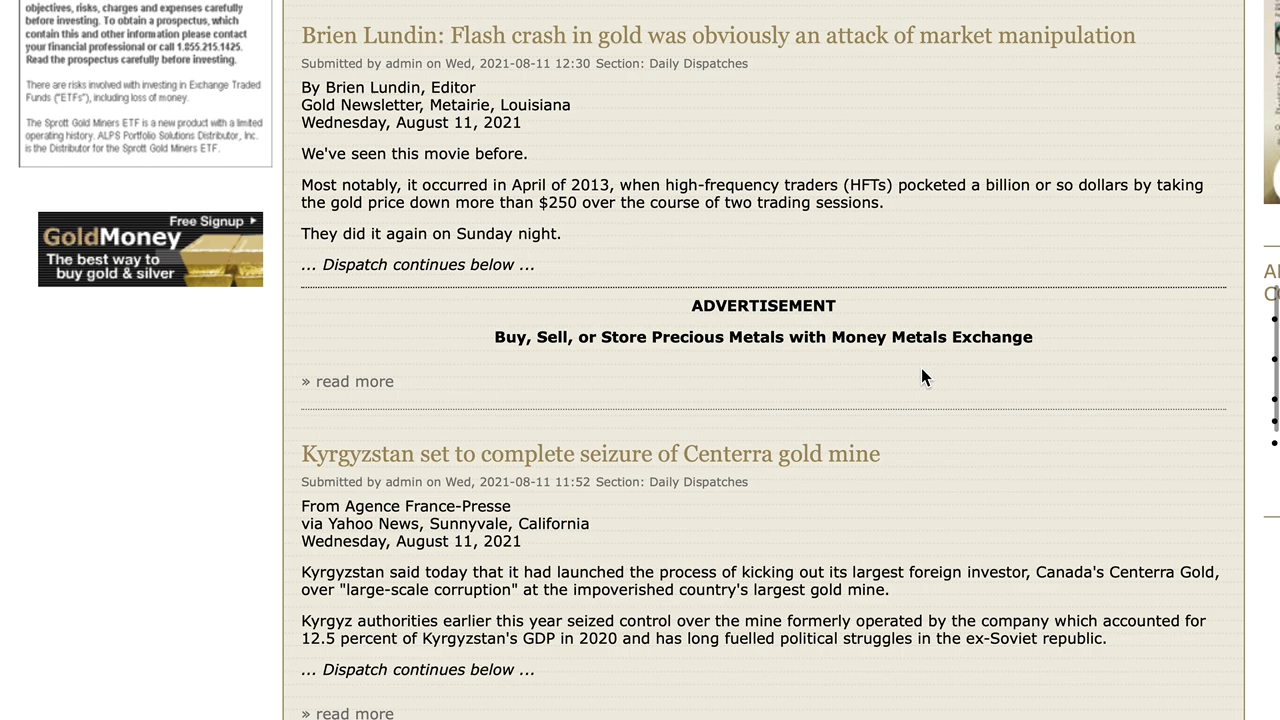 objectives, risks, charges and expenses carefully
before investing. To obtain a prospectus, which
contain this and other information please contact
your financial professional or call 1.855.215.1425.
Read the prospectus carefully before investing.
There are risks involved with investing in Exchange Traded
Funds ("ETFs"), including loss of money.
The Sprott Gold Miners ETF is a new product with a limited
operating history. ALPS Portfolio Solutions Distributor, Inc.
is the Distributor for the Sprott Gold Miners ETF.
Free Signup
GoldMoney
The best way to
buy gold & silver
Brien Lundin: Flash crash in gold was obviously an attack of market manipulation
Submitted by admin on Wed, 2021-08-11 12:30 Section: Daily Dispatches
By Brien Lundin, Editor
Gold Newsletter, Metairie, Louisiana
Wednesday, August 11, 2021
We've seen this movie before.
Most notably, it occurred in April of 2013, when high-frequency traders (HFTs) pocketed a billion or so dollars by taking
the gold price down more than $250 over the course of two trading sessions.
They did it again on Sunday night.
... Dispatch continues below ...
ADVERTISEMENT
Buy, Sell, or Store Precious Metals with Money Metals Exchange
» read more
Kyrgyzstan set to complete seizure of Centerra gold mine
Submitted by admin on Wed, 2021-08-11 11:52 Section: Daily Dispatches
From Agence France-Presse
via Yahoo News, Sunnyvale, California
Wednesday, August 11, 2021
Kyrgyzstan said today that it had launched the process of kicking out its largest foreign investor, Canada's Centerra Gold,
over "large-scale corruption" at the impoverished country's largest gold mine.
Kyrgyz authorities earlier this year seized control over the mine formerly operated by the company which accounted for
12.5 percent of Kyrgyzstan's GDP in 2020 and has long fuelled political struggles in the ex-Soviet republic.
... Dispatch continues below ...
» read more